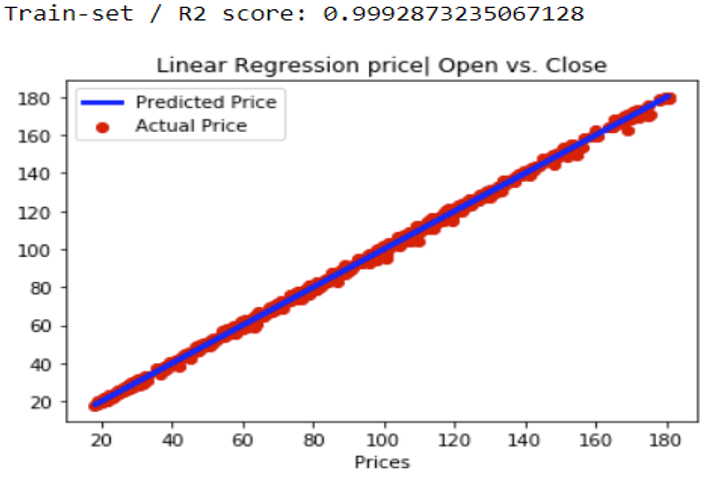 Train-set / R2 score: 0.9992873235067128
Linear Regression price| Open vs. Close
Predicted Price
Actual Price
180
160
140
120
100
80
60
40
20
20 40 60 80 100 120 140 160 180
Prices